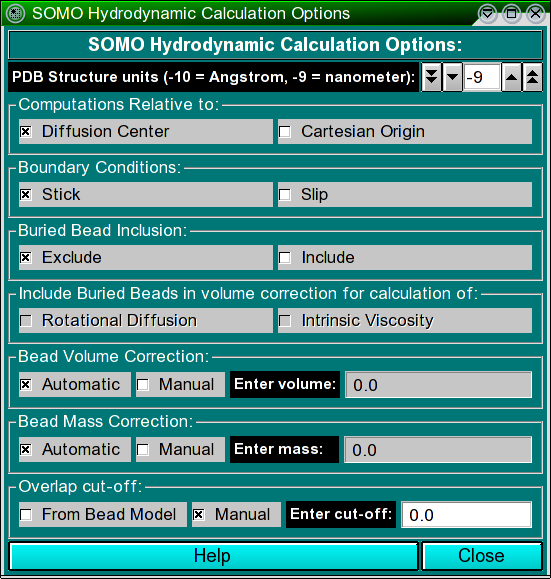 SOMO Hydrodynamic Calculation Options
SOMO Hydrodynamic Calculation Options:
PDB Structure units (-10 = Angstrom, -9 = nanometer): -9
Computations Relative to:
Diffusion Center Cartesian Origin
Boundary Conditions:
Stick Slip
Buried Bead Inclusion:
Exclude Include
Include Buried Beads in volume correction for calculation of:
Rotational Diffusion Intrinsic Viscosity
Bead Volume Correction:
Automatic Manual Enter volume: 0.0
Bead Mass Correction:
Automatic Manual Enter mass: 0.0
Overlap cut-off:
From Bead Model Manual Enter cut-off: 0.0
Help Close